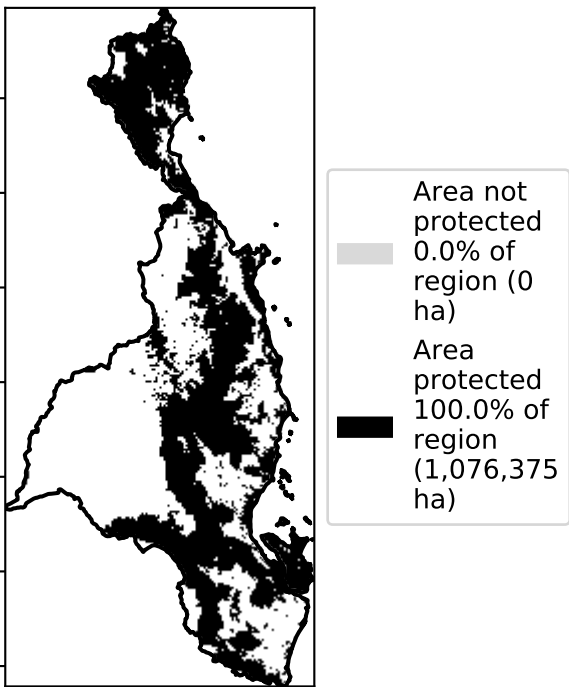 Area not
protected
0.0% of
region (0
ha)
Area
protected
100.0% of
region
(1,076,375
ha)